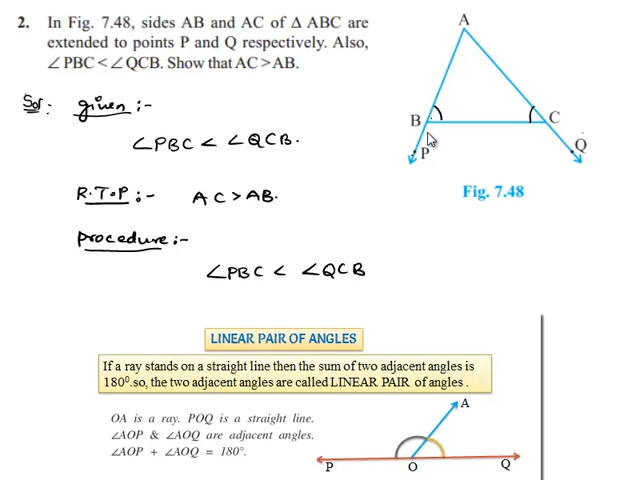 2. In Fig. 7.48, sides AB and AC of Δ ABC are
extended to points P and Q respectively. Also,
∠ PBC < ∠ QCB. Show that AC > AB.
Sol: given :-
∠PBC < ∠QCB.
R.T.P :- AC > AB.
procedure :-
∠PBC < ∠QCB
A
B
C
P
Q
Fig. 7.48
LINEAR PAIR OF ANGLES
If a ray stands on a straight line then the sum of two adjacent angles is
180⁰.so, the two adjacent angles are called LINEAR PAIR of angles .
OA is a ray. POQ is a straight line.
∠AOP & ∠AOQ are adjacent angles.
∠AOP + ∠AOQ = 180°.
A
P
O
Q